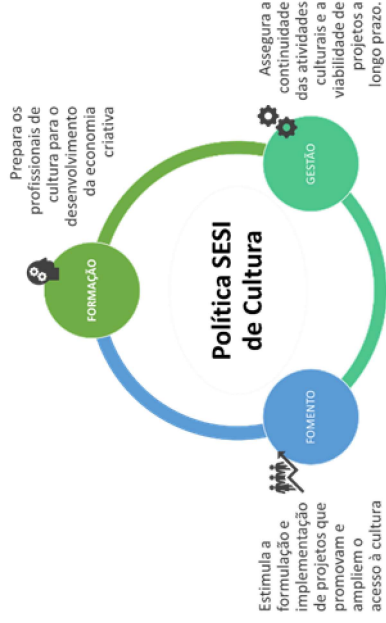 Prepara os
profissionais de
cultura para o
desenvolvimento
da economia
criativa
FORMAÇÃO
Política SESI
de Cultura
FOMENTO
Estimula a
formulação e
implementação
de projetos que
promovam e
ampliem o
acesso à cultura
GESTÃO
Assegura a
continuidade
das atividades
culturais e a
viabilidade de
projetos a
longo prazo.